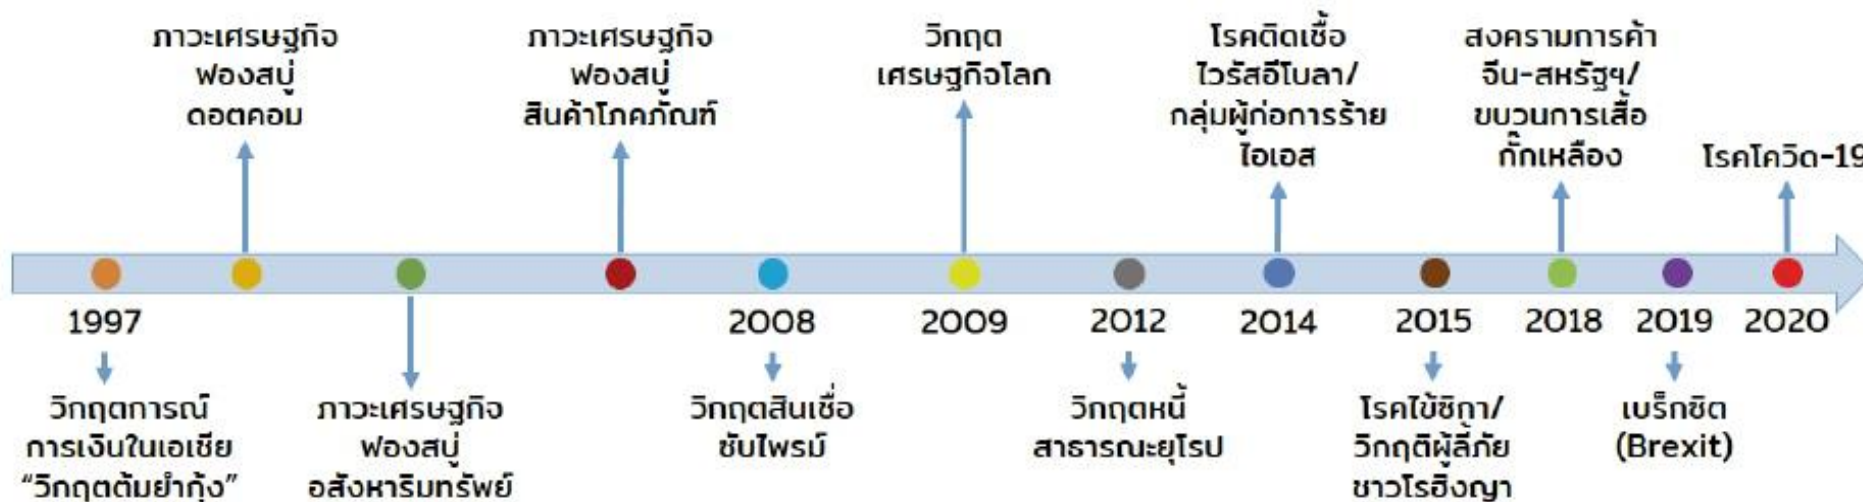 ภาวะเศรษฐกิจ
ฟองสบู่
ดอตคอม
ภาวะเศรษฐกิจ
ฟองสบู่
สินค้าโภคภัณฑ์
วิกฤต
เศรษฐกิจโลก
โรคติดเชื้อ
ไวรัสอีโบลา/
กลุ่มผู้ก่อการร้าย
ไอเอส
สงครามการค้า
จีน-สหรัฐฯ/
ขบวนการเสื้อ
กั๊กเหลือง
โรคโควิด-19
1997
2008
2009
2012
2014
2015
2018
2019
2020
วิกฤตการณ์
การเงินในเอเชีย
“วิกฤตต้มยำกุ้ง”
ภาวะเศรษฐกิจ
ฟองสบู่
อสังหาริมทรัพย์
วิกฤตสินเชื่อ
ซับไพรม์
วิกฤตหนี้
สาธารณะยุโรป
โรคไข้ซิกา/
วิกฤติผู้ลี้ภัย
ชาวโรฮิงญา
เบร็กซิต
(Brexit)